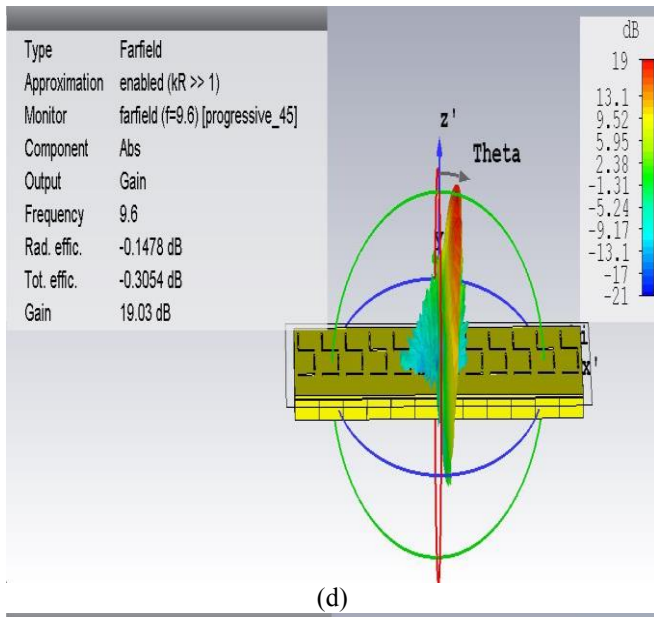 Type Farfield
Approximation enabled (kR >> 1)
Monitor farfield (f=9.6) [progressive_45]
Component Abs
Output Gain
Frequency 9.6
Rad. effic. -0.1478 dB
Tot. effic. -0.3054 dB
Gain 19.03 dB
z'
Theta
y
x'
dB
19
13.1
9.52
5.95
2.38
-1.31
-5.24
-9.17
-13.1
-17
-21
(d)